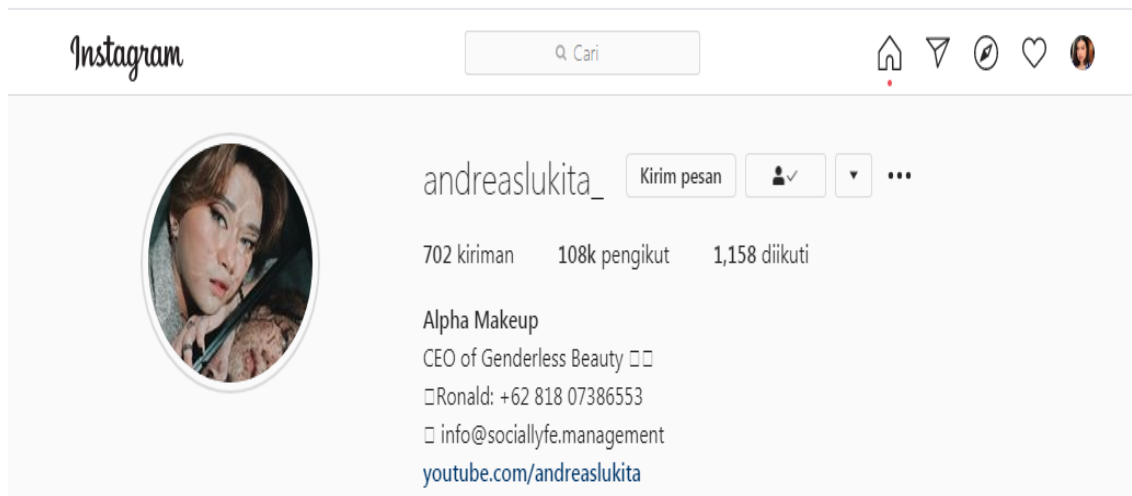 Instagram
Cari
andreaslukita_ Kirim pesan
702 kiriman 108k pengikut 1,158 diikuti
Alpha Makeup
CEO of Genderless Beauty □□
□Ronald: +62 818 07386553
□ info@sociallyfe.management
youtube.com/andreaslukita